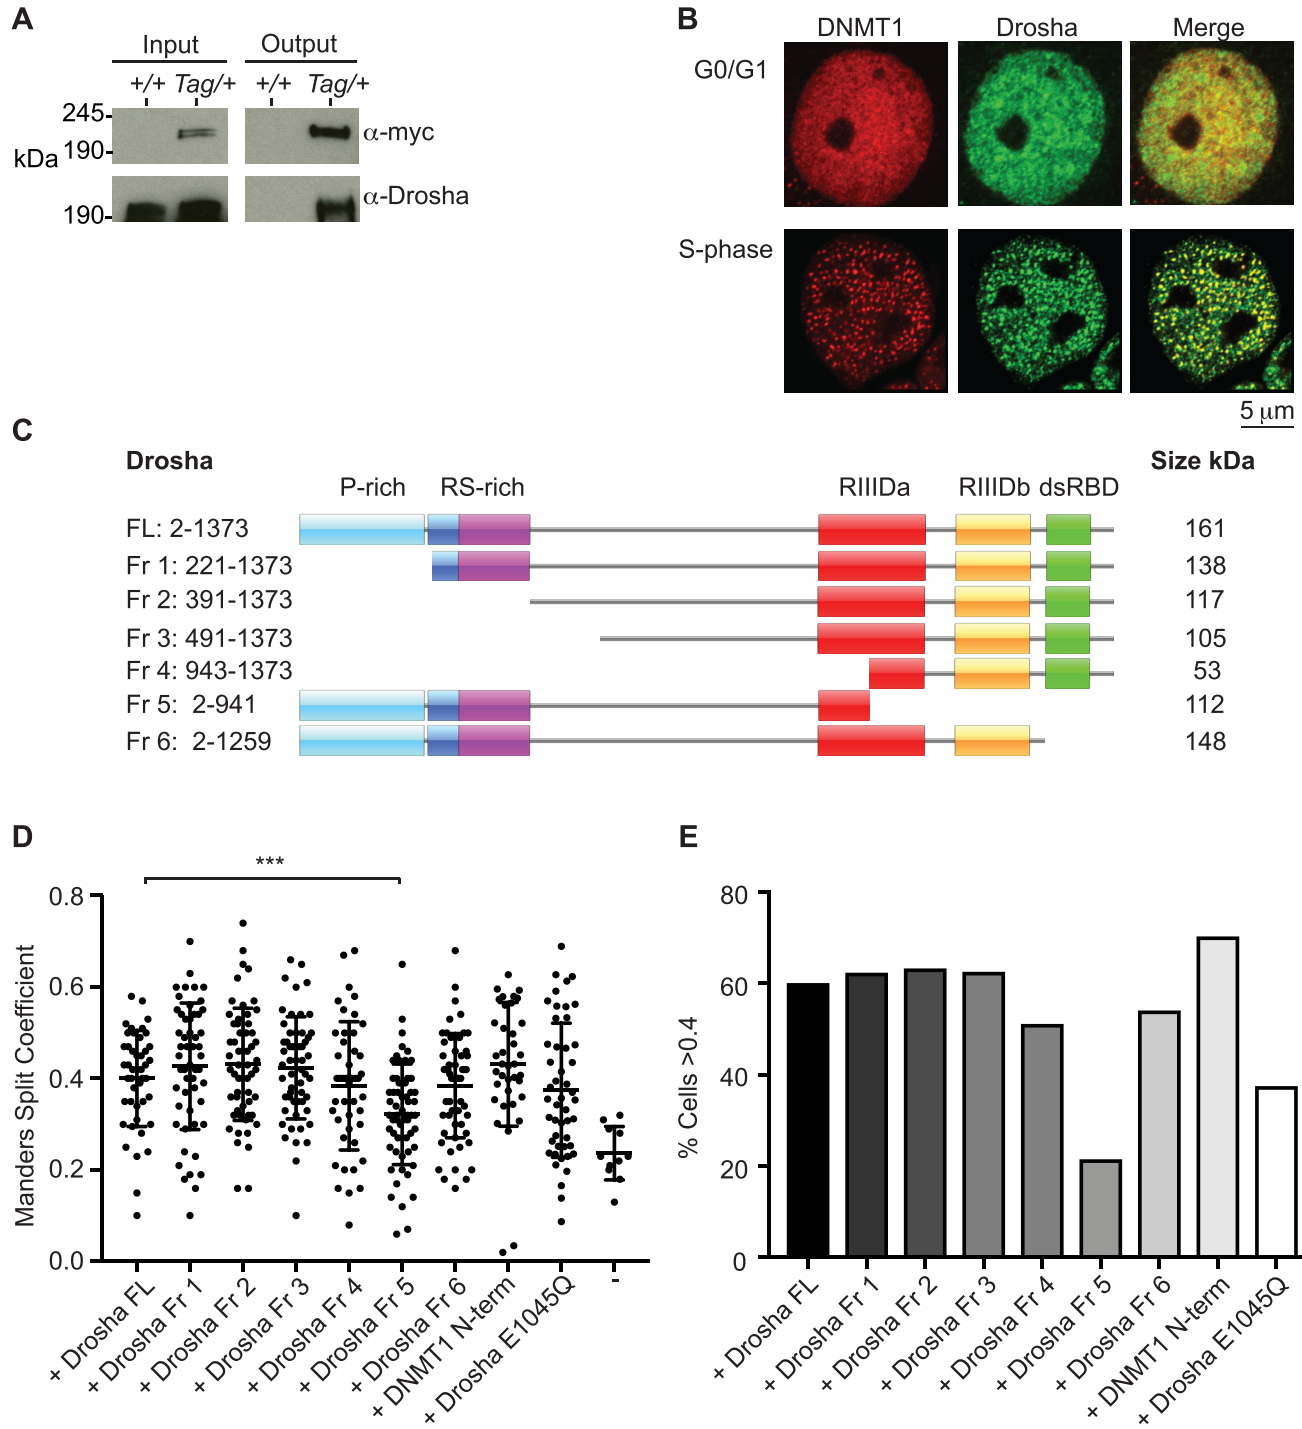 A
Input Output
+/+ Tag/+ +/+ Tag/+
245
kDa
190
α-myc
190
α-Drosha
B
DNMT1 Drosha Merge
G0/G1
S-phase
5 μm
C
Drosha Size kDa
P-rich RS-rich RIIIDa RIIIDb dsRBD
FL: 2-1373 161
Fr 1: 221-1373 138
Fr 2: 391-1373 117
Fr 3: 491-1373 105
Fr 4: 943-1373 53
Fr 5: 2-941 112
Fr 6: 2-1259 148
D
***
Manders Split Coefficient
0.8
0.6
0.4
0.2
0.0
+ Drosha FL
+ Drosha Fr 1
+ Drosha Fr 2
+ Drosha Fr 3
+ Drosha Fr 4
+ Drosha Fr 5
+ Drosha Fr 6
+ DNMT1 N-term
+ Drosha E1045Q
-
E
% Cells >0.4
80
60
40
20
0
+ Drosha FL
+ Drosha Fr 1
+ Drosha Fr 2
+ Drosha Fr 3
+ Drosha Fr 4
+ Drosha Fr 5
+ Drosha Fr 6
+ DNMT1 N-term
+ Drosha E1045Q